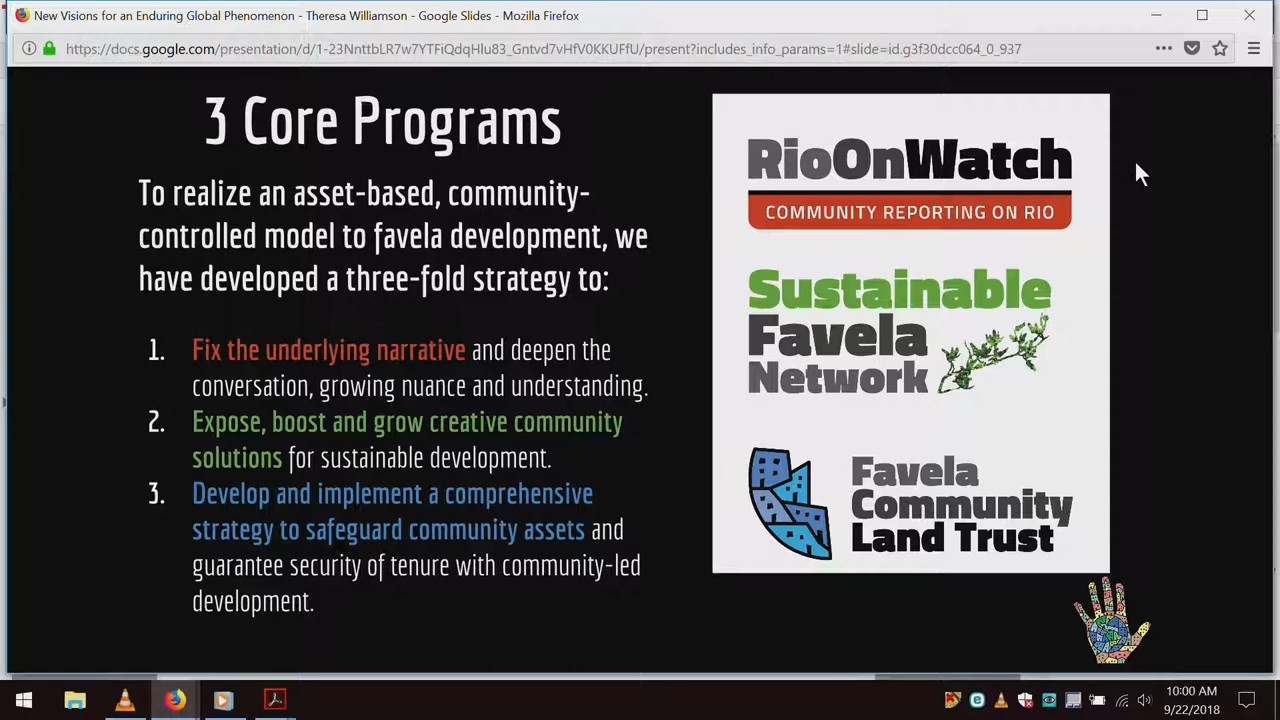 New Visions for an Enduring Global Phenomenon - Theresa Williamson - Google Slides - Mozilla Firefox
https://docs.google.com/presentation/d/1-23NnttbLR7w7YTFiQdqHlu83_Gntvd7vHfV0KKUFfU/present?includes_info_params=1#slide=id.g3f30dcc064_0_937
3 Core Programs
To realize an asset-based, community-
controlled model to favela development, we
have developed a three-fold strategy to:
1. Fix the underlying narrative and deepen the
conversation, growing nuance and understanding.
2. Expose, boost and grow creative community
solutions for sustainable development.
3. Develop and implement a comprehensive
strategy to safeguard community assets and
guarantee security of tenure with community-led
development.
RioOnWatch
COMMUNITY REPORTING ON RIO
Sustainable
Favela
Network
Favela
Community
Land Trust
10:00 AM
9/22/2018